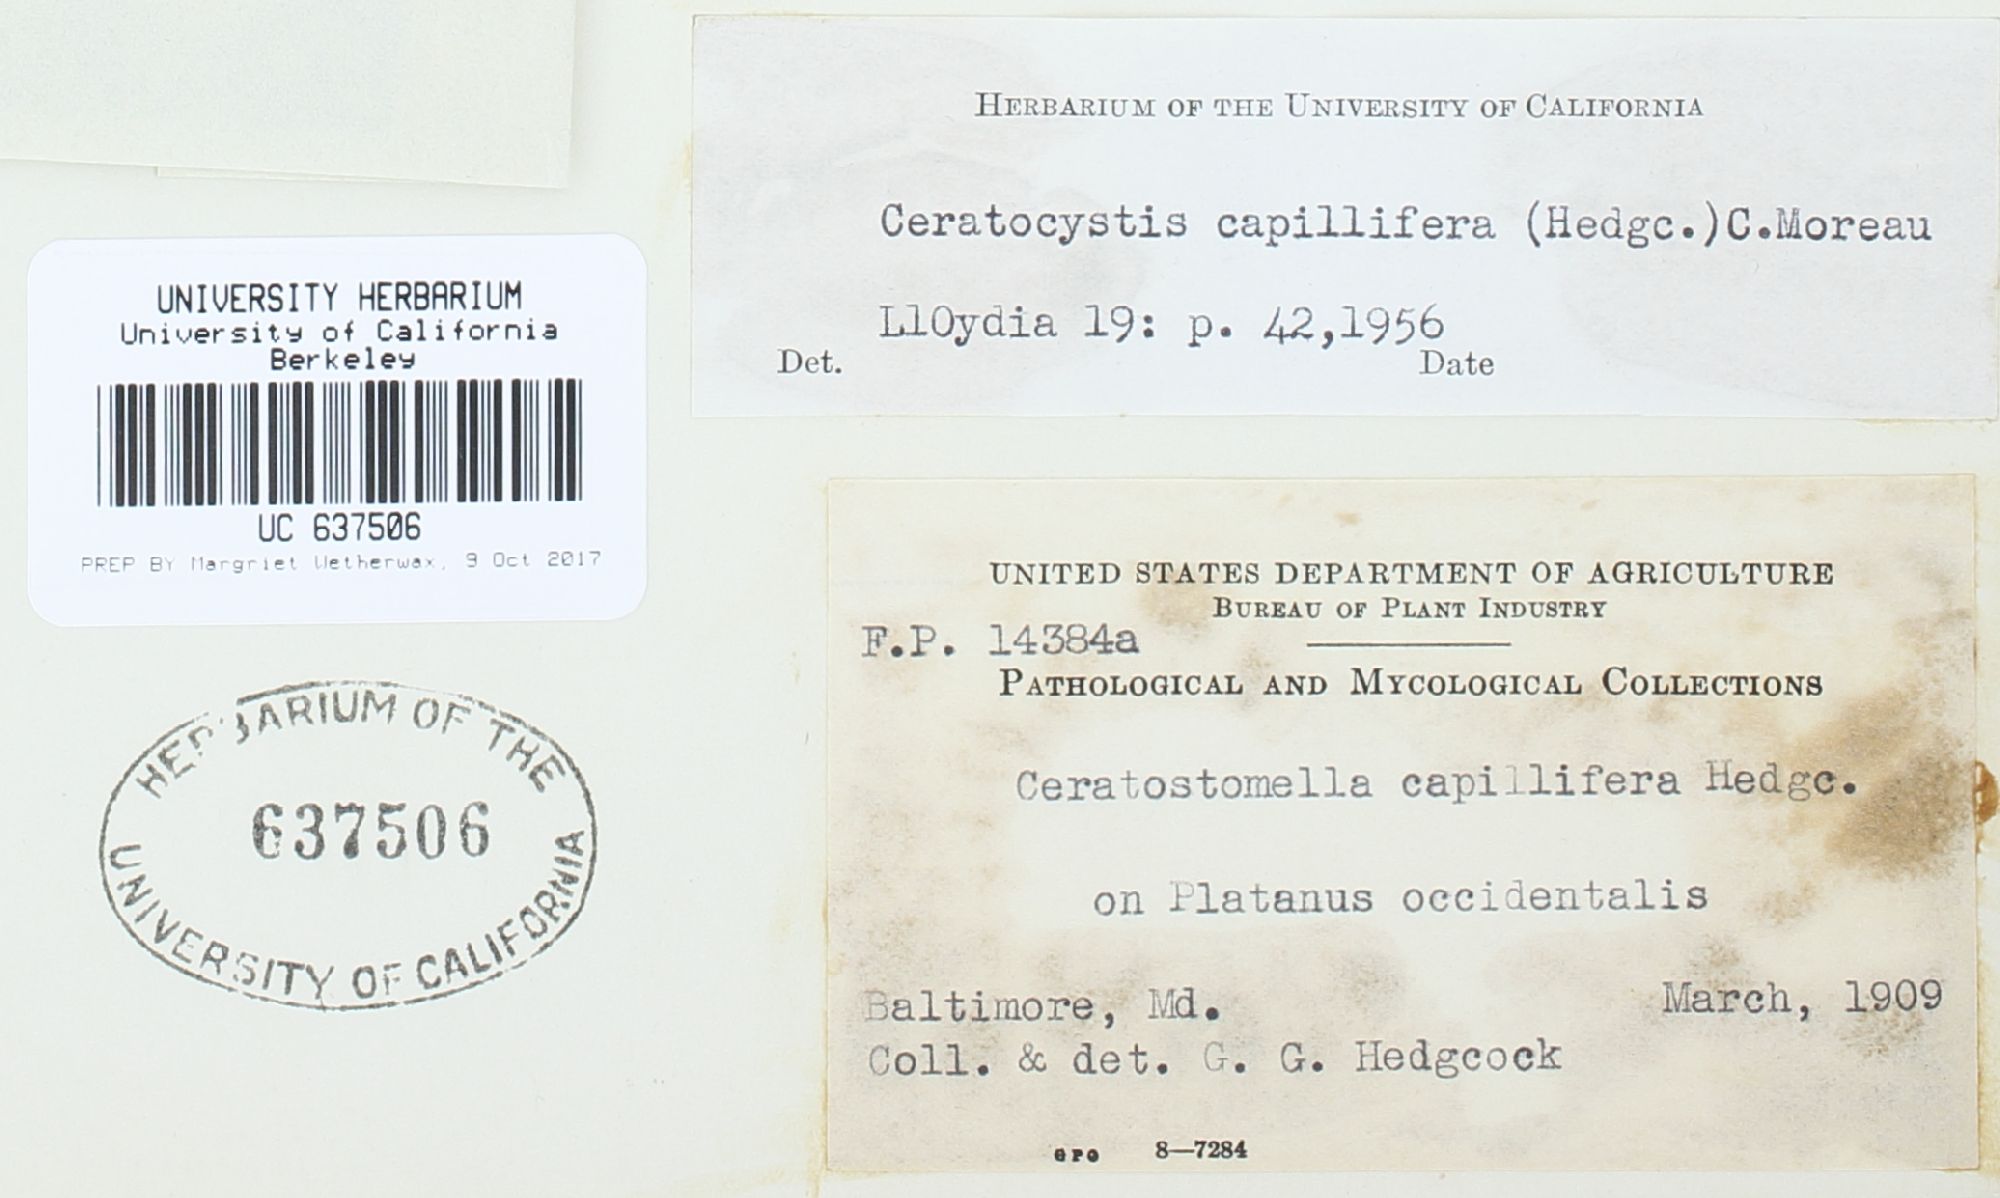 HERBARIUM OF THE UNIVERSITY OF CALIFORNIA
Ceratocystis capillifera (Hedgc.)C.Moreau
LlOydia 19: p. 42,1956
Det. Date
UNIVERSITY HERBARIUM
University of California
Berkeley
UC 637506
PREP BY Margriet Wetherwax, 9 Oct 2017
HERBARIUM OF THE
637506
UNIVERSITY OF CALIFORNIA
UNITED STATES DEPARTMENT OF AGRICULTURE
BUREAU OF PLANT INDUSTRY
F.P. 14384a
PATHOLOGICAL AND MYCOLOGICAL COLLECTIONS
Ceratostomella capillifera Hedgc.
on Platanus occidentalis
Baltimore, Md. March, 1909
Coll. & det. G. G. Hedgcock
GPO 8—7284